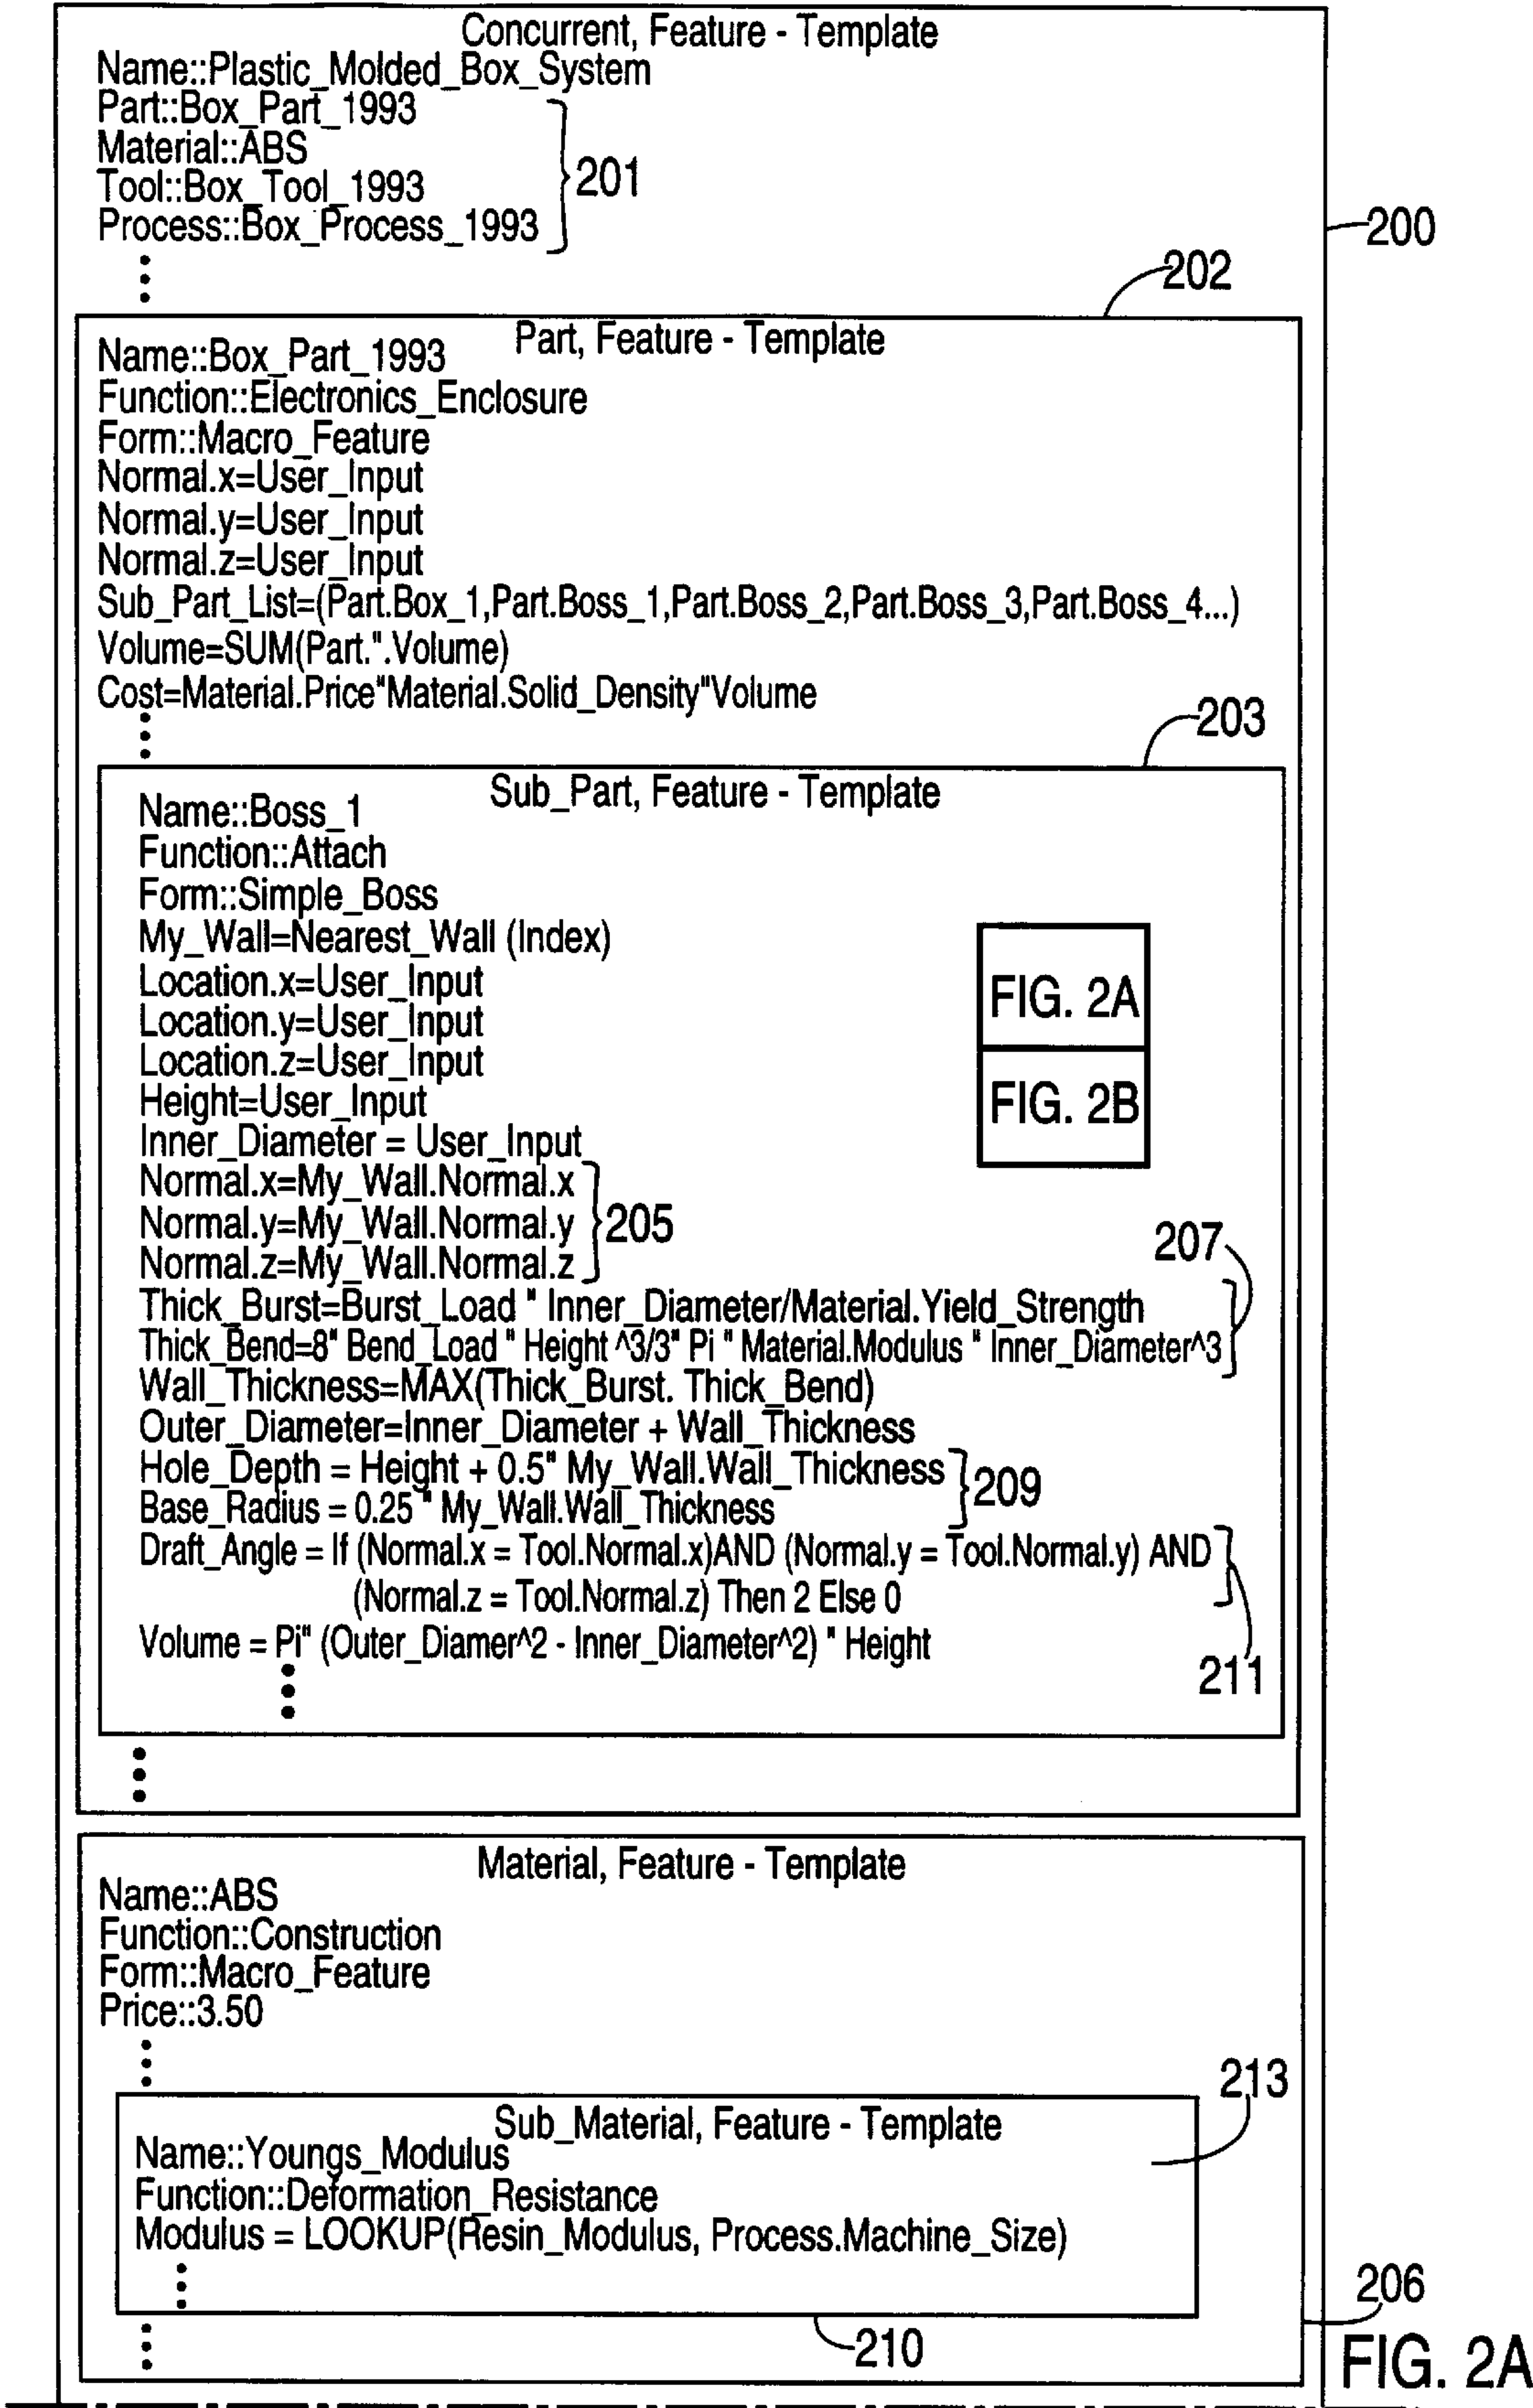 Concurrent, Feature - Template
Name::Plastic_Molded_Box_System
Part::Box_Part_1993
Material::ABS
Tool::Box_Tool_1993
Process::Box_Process_1993
201
200
202
Part, Feature - Template
Name::Box_Part_1993
Function::Electronics_Enclosure
Form::Macro_Feature
Normal.x=User_Input
Normal.y=User_Input
Normal.z=User_Input
Sub_Part_List=(Part.Box_1,Part.Boss_1,Part.Boss_2,Part.Boss_3,Part.Boss_4...)
Volume=SUM(Part.".Volume)
Cost=Material.Price"Material.Solid_Density"Volume
203
Sub_Part, Feature - Template
Name::Boss_1
Function::Attach
Form::Simple_Boss
My_Wall=Nearest_Wall (Index)
Location.x=User_Input
Location.y=User_Input
Location.z=User_Input
Height=User_Input
Inner_Diameter = User_Input
FIG. 2A
FIG. 2B
Normal.x=My_Wall.Normal.x
Normal.y=My_Wall.Normal.y
Normal.z=My_Wall.Normal.z
205
207
Thick_Burst=Burst_Load " Inner_Diameter/Material.Yield_Strength
Thick_Bend=8" Bend_Load " Height ^3/3" Pi " Material.Modulus " Inner_Diameter^3
Wall_Thickness=MAX(Thick_Burst. Thick_Bend)
Outer_Diameter=Inner_Diameter + Wall_Thickness
Hole_Depth = Height + 0.5" My_Wall.Wall_Thickness
Base_Radius = 0.25 " My_Wall.Wall_Thickness
209
Draft_Angle = If (Normal.x = Tool.Normal.x)AND (Normal.y = Tool.Normal.y) AND
(Normal.z = Tool.Normal.z) Then 2 Else 0
Volume = Pi" (Outer_Diamer^2 - Inner_Diameter^2) " Height
211
Material, Feature - Template
Name::ABS
Function::Construction
Form::Macro_Feature
Price::3.50
213
Sub_Material, Feature - Template
Name::Youngs_Modulus
Function::Deformation_Resistance
Modulus = LOOKUP(Resin_Modulus, Process.Machine_Size)
206
210
FIG. 2A